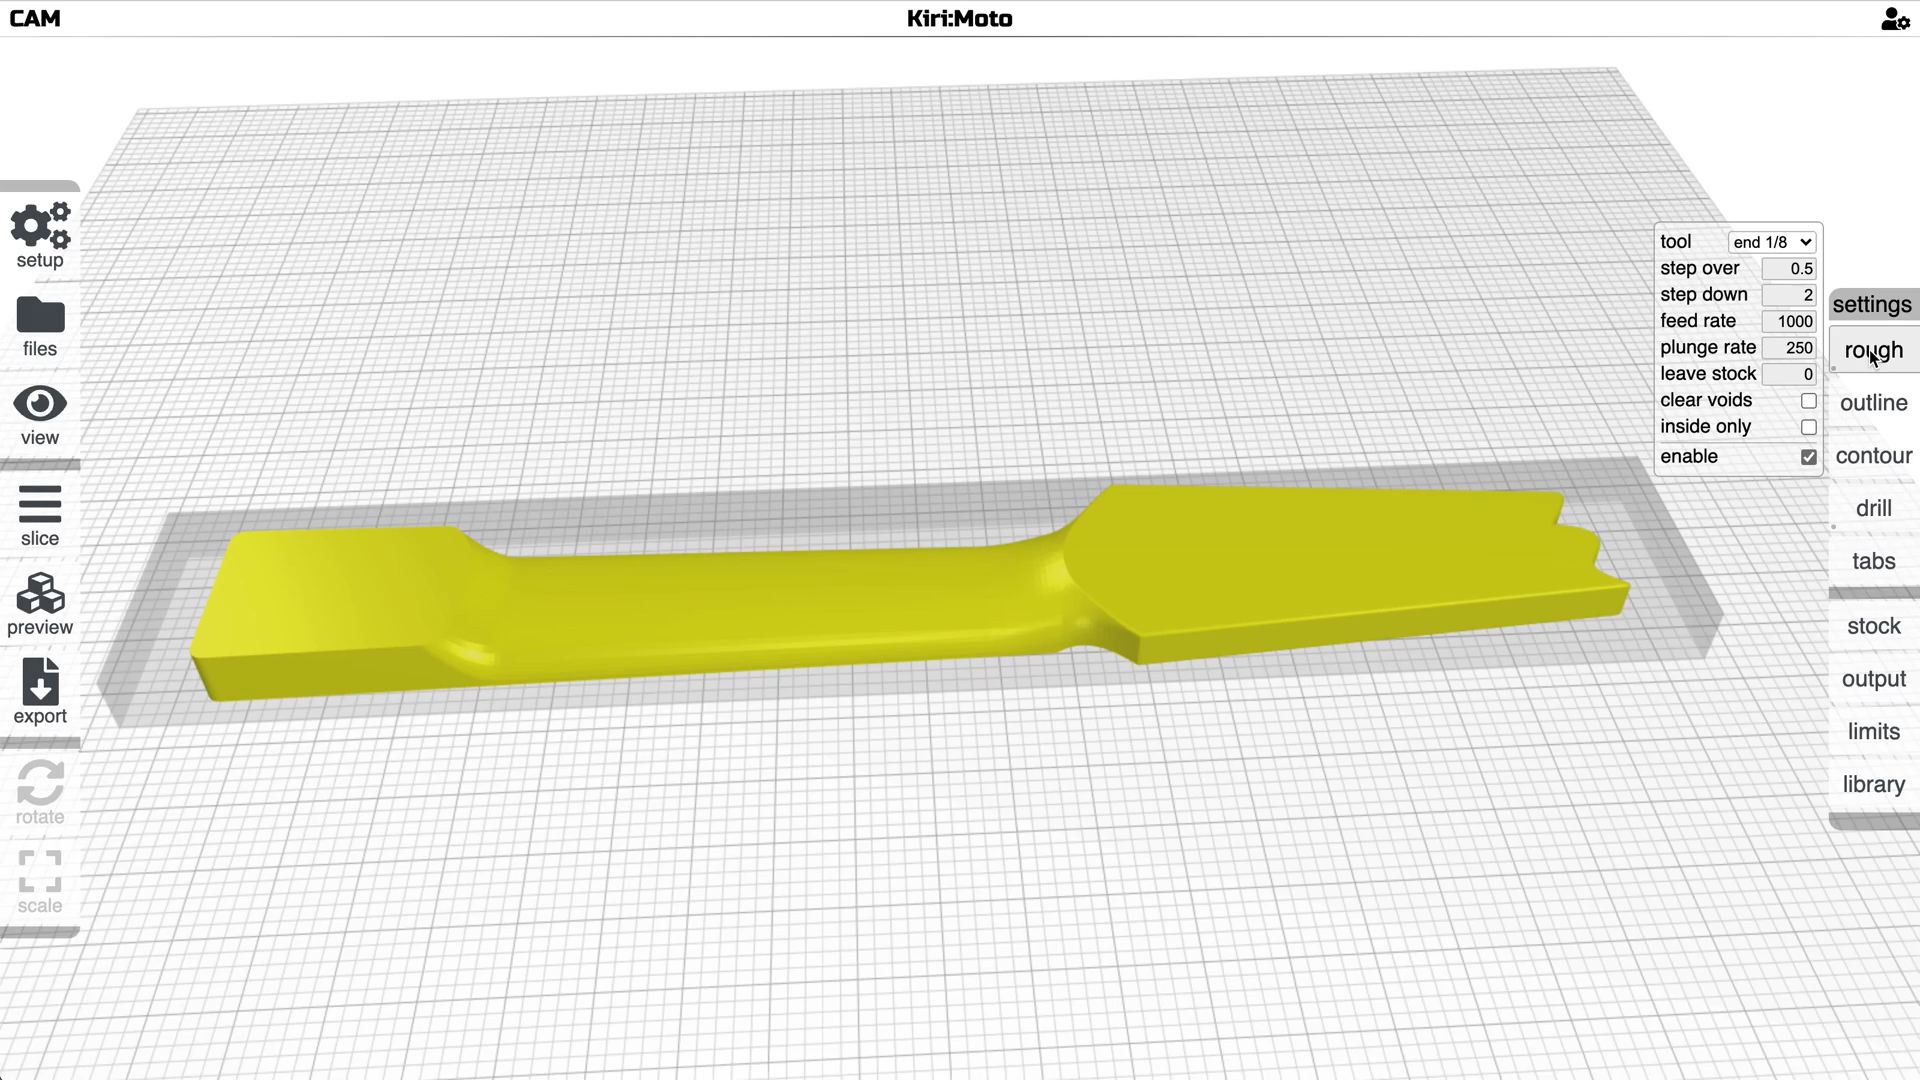 CAM
Kiri:Moto
setup
files
view
slice
preview
export
rotate
scale
tool end 1/8
step over 0.5
step down 2
feed rate 1000
plunge rate 250
leave stock 0
clear voids
inside only
enable
settings
rough
outline
contour
drill
tabs
stock
output
limits
library